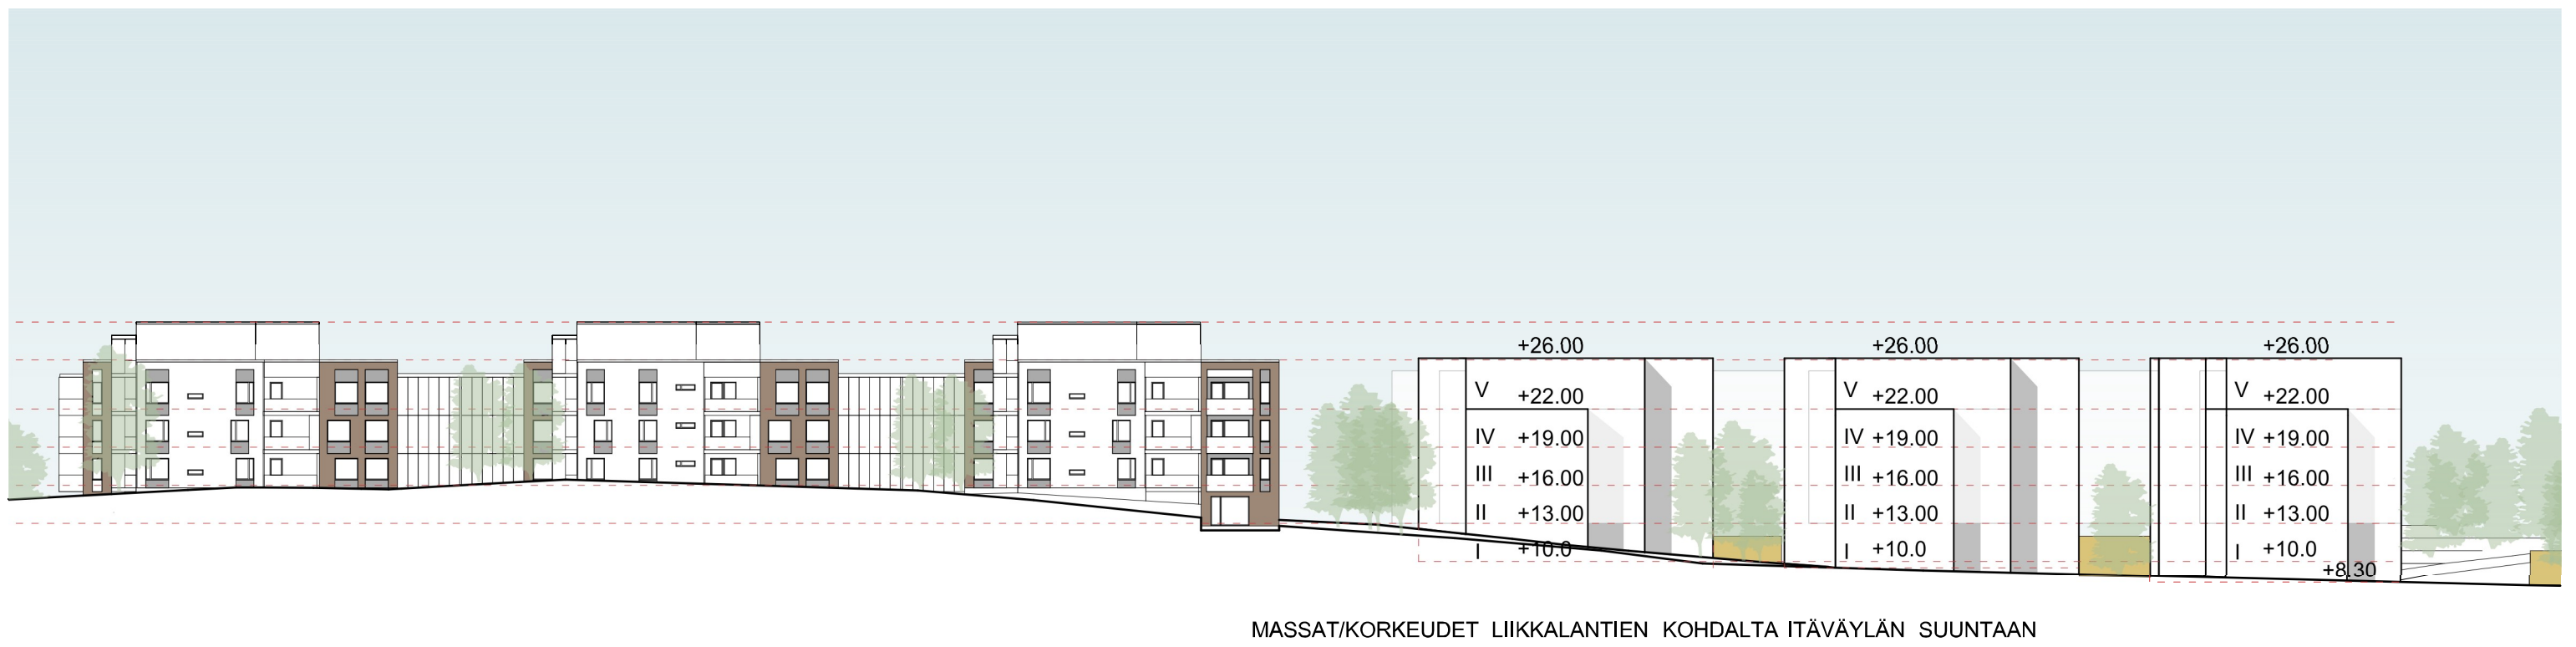 +26.00
V +22.00
IV +19.00
III +16.00
II +13.00
I +10.0
+26.00
V +22.00
IV +19.00
III +16.00
II +13.00
I +10.0
+26.00
V +22.00
IV +19.00
III +16.00
II +13.00
I +10.0
+8.30
MASSAT/KORKEUDET LIIKKALANTIEN KOHDALTA ITÄVÄYLÄN SUUNTAAN